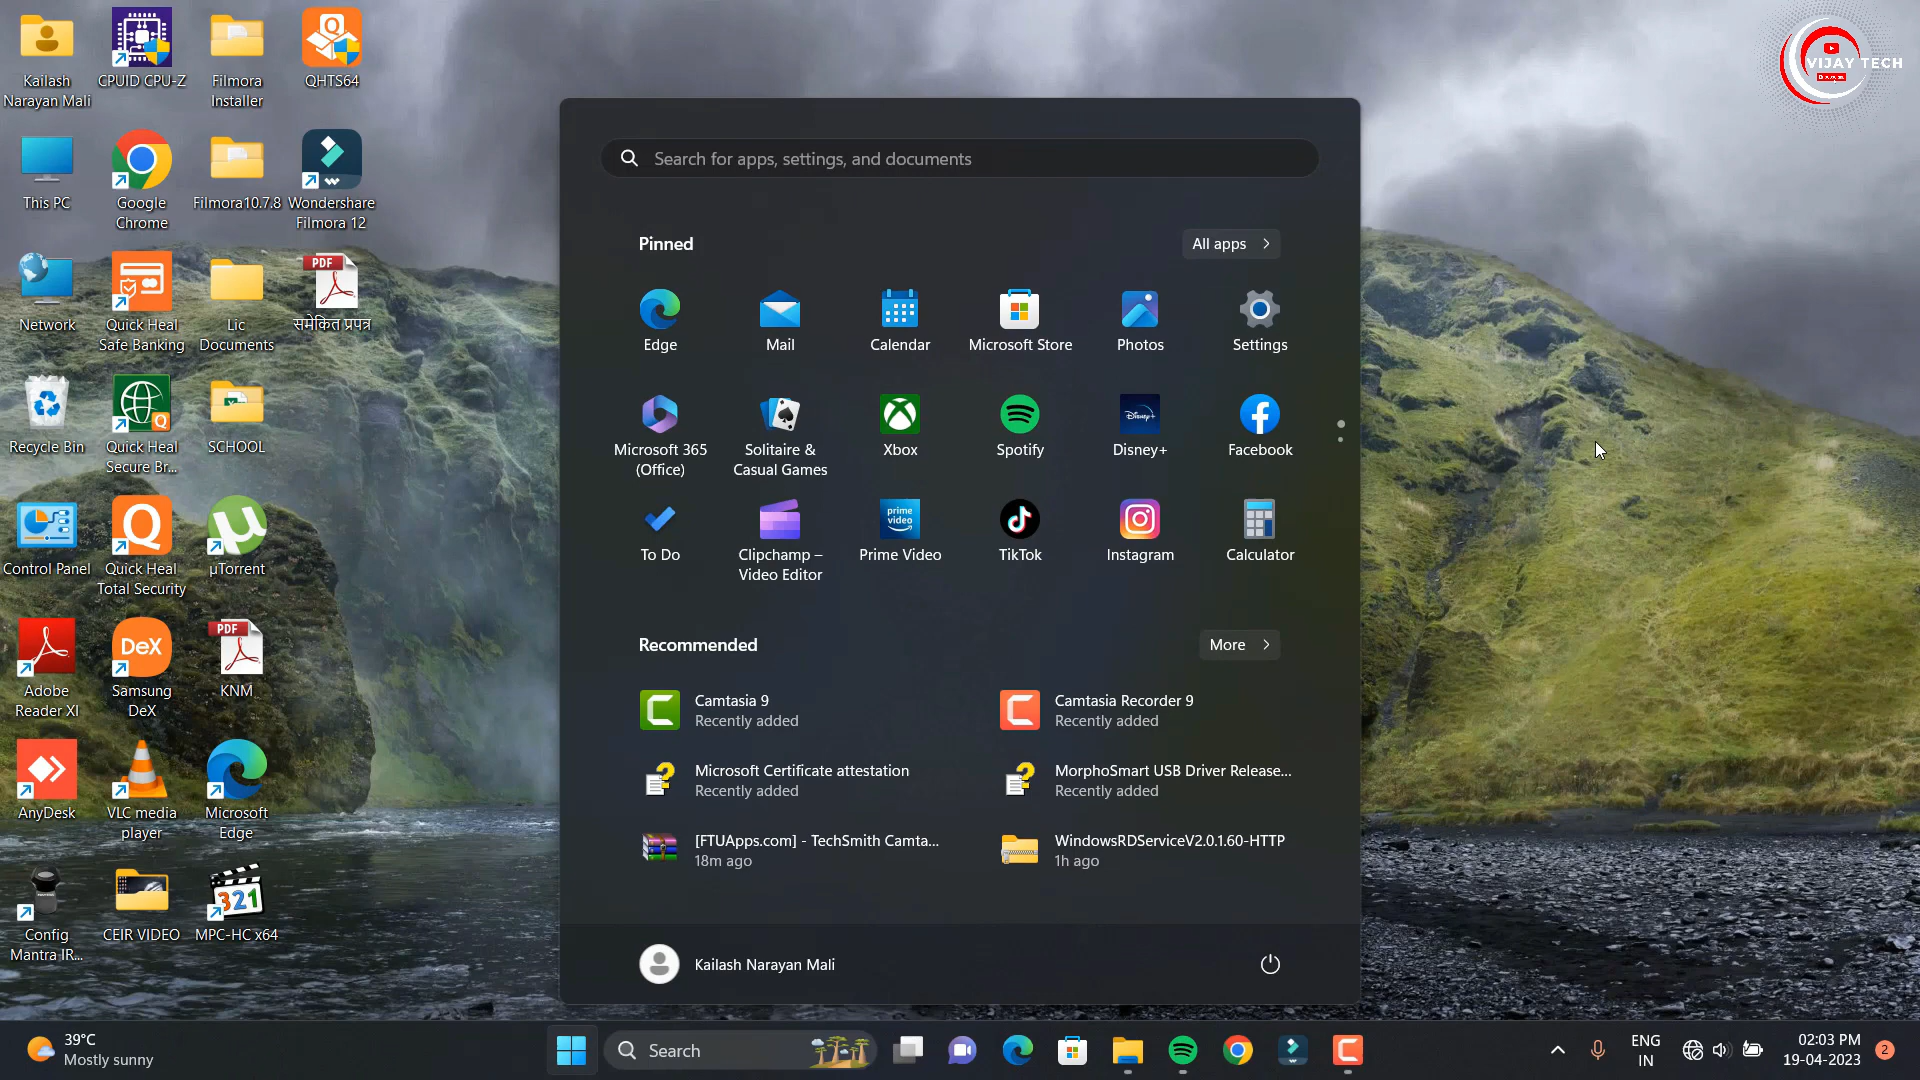 Kailash
Narayan Mali
CPUID CPU-Z
Filmora
Installer
QHTS64
This PC
Google
Chrome
Filmora10.7.8
Wondershare
Filmora 12
Network
Quick Heal
Safe Banking
Lic
Documents
PDF
समेकित प्रपत्र
Recycle Bin
Quick Heal
Secure Br...
SCHOOL
Control Panel
Quick Heal
Total Security
µTorrent
Adobe
Reader XI
DeX
Samsung
DeX
PDF
KNM
AnyDesk
VLC media
player
Microsoft
Edge
Config
Mantra IR...
CEIR VIDEO
321
MPC-HC x64
VIJAY TECH
Search for apps, settings, and documents
Pinned
All apps
Edge
Mail
Calendar
Microsoft Store
Photos
Settings
Microsoft 365
(Office)
Solitaire &
Casual Games
Xbox
Spotify
Disney+
Disney+
Facebook
To Do
Clipchamp –
Video Editor
prime
video
Prime Video
TikTok
Instagram
Calculator
Recommended
More
Camtasia 9
Recently added
Camtasia Recorder 9
Recently added
Microsoft Certificate attestation
Recently added
MorphoSmart USB Driver Release...
Recently added
[FTUApps.com] - TechSmith Camta...
18m ago
WindowsRDServiceV2.0.1.60-HTTP
1h ago
Kailash Narayan Mali
39°C
Mostly sunny
Search
ENG
IN
02:03 PM
19-04-2023
2